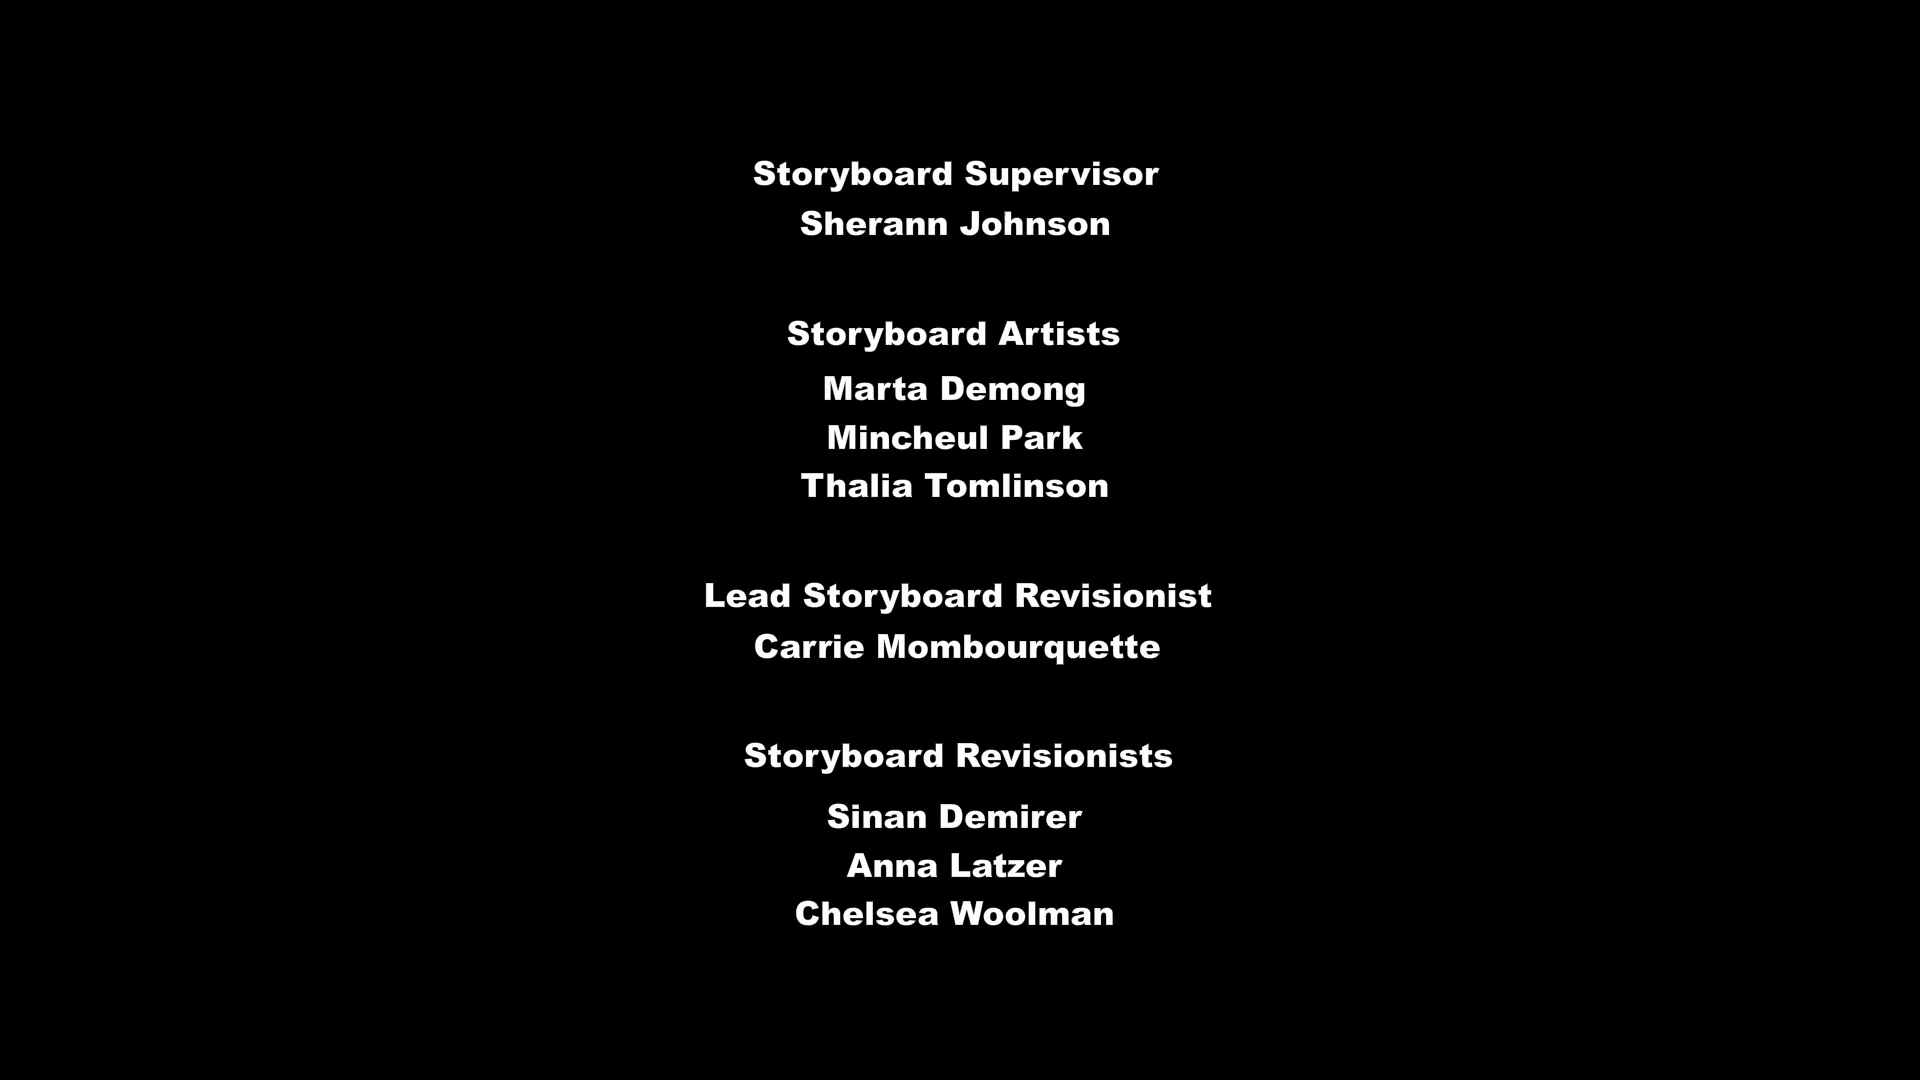 Storyboard Supervisor
Sherann Johnson
Storyboard Artists
Marta Demong
Mincheul Park
Thalia Tomlinson
Lead Storyboard Revisionist
Carrie Mombourquette
Storyboard Revisionists
Sinan Demirer
Anna Latzer
Chelsea Woolman